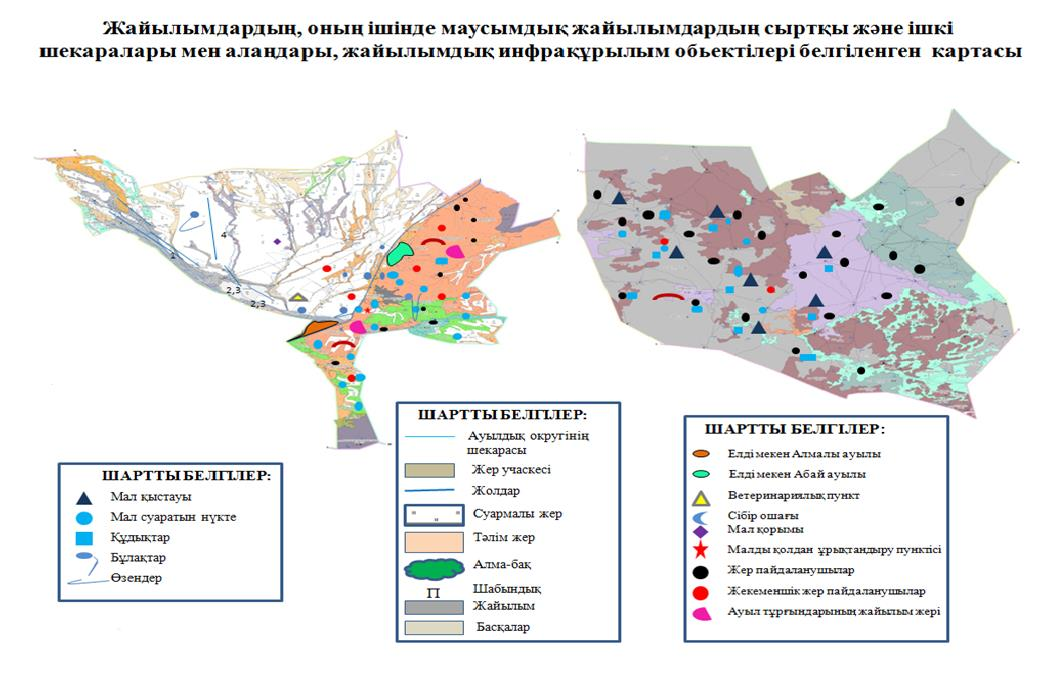 Жайылымдардың, оның ішінде маусымдық жайылымдардың сыртқы және ішкі
шекаралары мен алаңдары, жайылымдық инфрақұрылым обьектілері белгіленген картасы
4
1
2,3
2,3
ШАРТТЫ БЕЛГІЛЕР:
Мал қыстауы
Мал суаратын нүкте
Құдықтар
Бұлақтар
Өзендер
ШАРТТЫ БЕЛГІЛЕР:
Ауылдық округінің
шекарасы
Жер учаскесі
Жолдар
Суармалы жер
Тәлім жер
Алма-бақ
П Шабындық
Жайылым
Басқалар
ШАРТТЫ БЕЛГІЛЕР:
Елді мекен Алмалы ауылы
Елді мекен Абай ауылы
Ветеринариялық пункт
Сібір ошағы
Мал қорымы
Малды қолдан ұрықтандыру пунктісі
Жер пайдаланушылар
Жекеменшік жер пайдаланушылар
Ауыл тұрғындарының жайылым жері